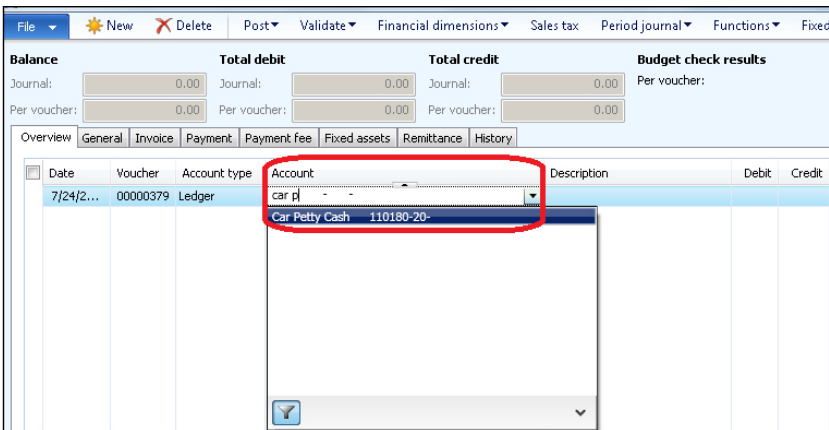 File New Delete Post Validate Financial dimensions Sales tax Period journal Functions Fixed
Balance Total debit Total credit Budget check results
Journal: 0.00 Journal: 0.00 Journal: 0.00 Per voucher:
Per voucher: 0.00 Per voucher: 0.00 Per voucher: 0.00
Overview General Invoice Payment Payment fee Fixed assets Remittance History
Date Voucher Account type Account Description Debit Credit
7/24/2... 00000379 Ledger car p - -
Car Petty Cash 110180-20-